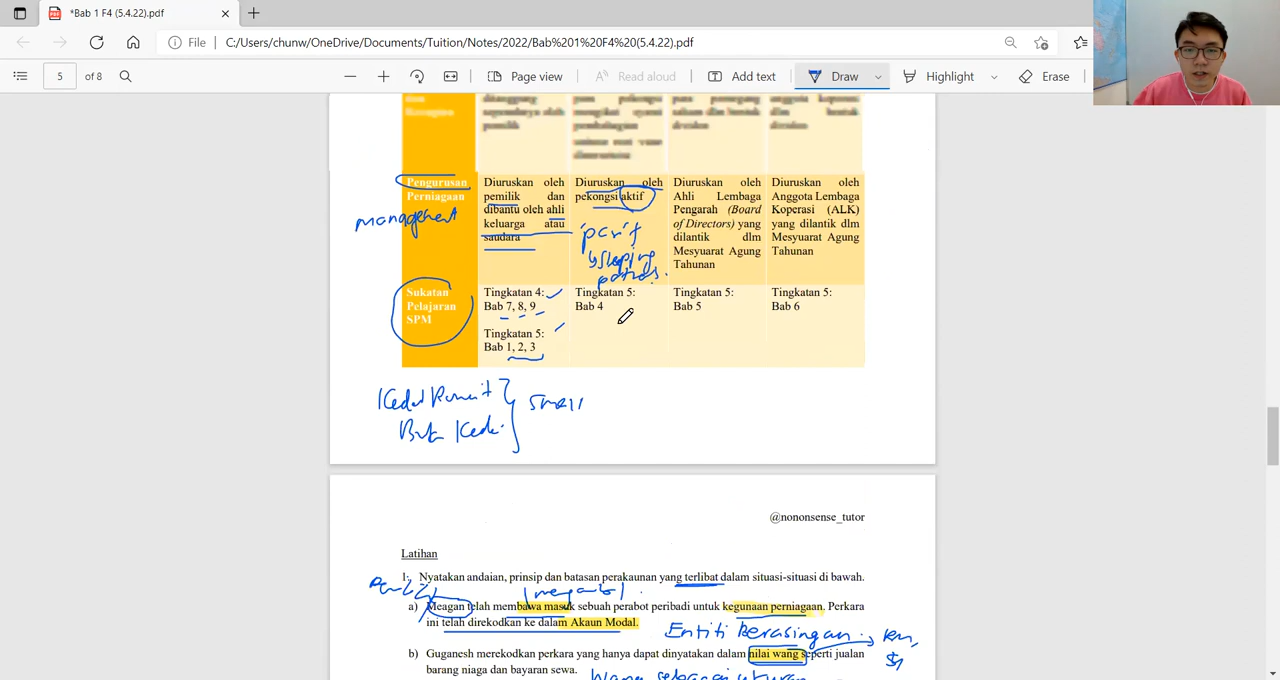 *Bab 1 F4 (5.4.22).pdf
File
C:/Users/chunw/OneDrive/Documents/Tuition/Notes/2022/Bab%201%20F4%20(5.4.22).pdf
5 of 8
Page view
Read aloud
Add text
Draw
Highlight
Erase
Pengurusan Perniagaan
management
Diuruskan oleh
pemilik dan
dibantu oleh ahli
keluarga atau
saudara
Diuruskan oleh
pekongsi aktif
sleeping
Diuruskan oleh
Ahli Lembaga
Pengarah (Board
of Directors) yang
dilantik dlm
Mesyuarat Agung
Tahunan
Diuruskan oleh
Anggota Lembaga
Koperasi (ALK)
yang dilantik dlm
Mesyuarat Agung
Tahunan
Sukatan
Pelajaran
SPM
Tingkatan 4:
Bab 7, 8, 9
Tingkatan 5:
Bab 1, 2, 3
Tingkatan 5:
Bab 4
Tingkatan 5:
Bab 5
Tingkatan 5:
Bab 6
small
@nononsense_tutor
Latihan
1. Nyatakan andaian, prinsip dan batasan perakaunan yang terlibat dalam situasi-situasi di bawah.
a) Meagan telah membawa masuk sebuah perabot peribadi untuk kegunaan perniagaan. Perkara
ini telah direkodkan ke dalam Akaun Modal.
Entiti Berasingan
b) Guganesh merekodkan perkara yang hanya dapat dinyatakan dalam nilai wang seperti jualan
barang niaga dan bayaran sewa.
Wang sebagai ukuran